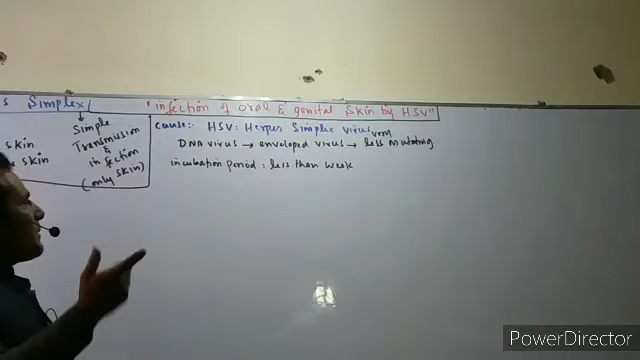 s Simplex
"infection of oral & genital Skin by HSV"
Simple
Transmission
&
infection
(only skin)
skin
e skin
cause:- HSV: Herpes Simplex virus
very
DNA virus → enveloped virus → less mutating
incubation period : less than week
PowerDirector